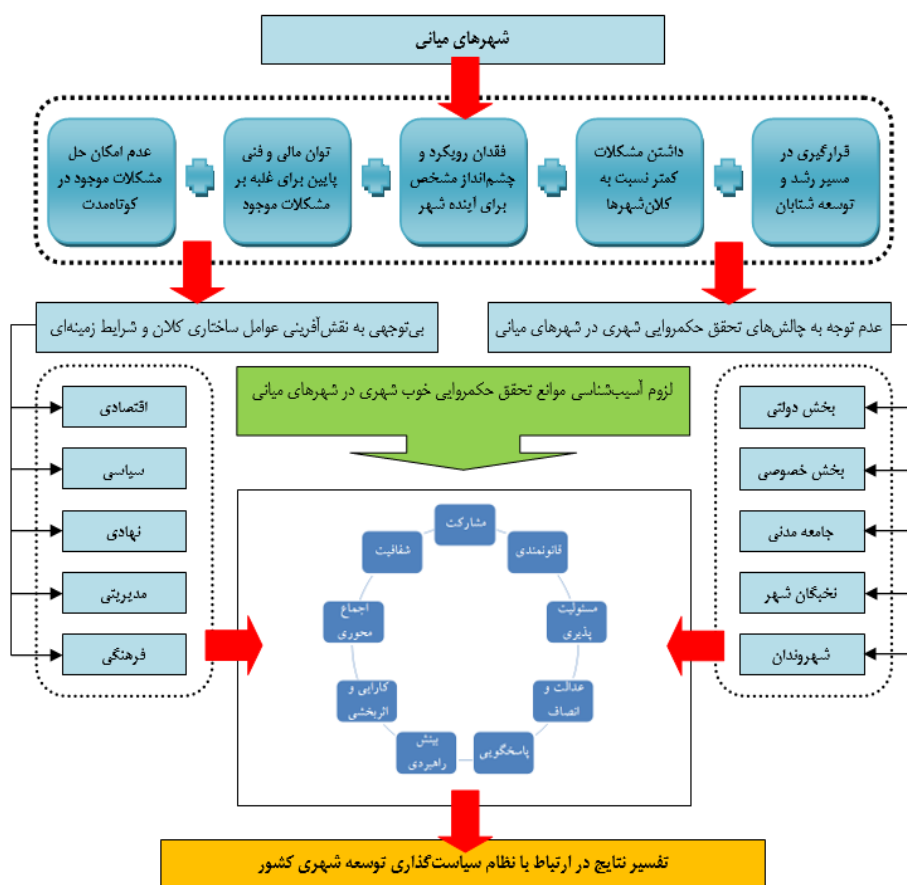 شهرهای میانی
قرارگیری در
مسیر رشد و
توسعه شتابان
داشتن مشکلات
کمتر نسبت به
کلان‌شهرها
فقدان رویکرد و
چشم‌انداز مشخص
برای آینده شهر
توان مالی و فنی
پایین برای غلبه بر
مشکلات موجود
عدم امکان حل
مشکلات موجود در
کوتاه‌مدت
عدم توجه به چالش‌های تحقق حکمروایی شهری در شهرهای میانی
بی‌توجهی به نقش‌آفرینی عوامل ساختاری کلان و شرایط زمینه‌ای
لزوم آسیب‌شناسی موانع تحقق حکمروایی خوب شهری در شهرهای میانی
بخش دولتی
بخش خصوصی
جامعه مدنی
نخبگان شهر
شهروندان
اقتصادی
سیاسی
نهادی
مدیریتی
فرهنگی
مشارکت
قانونمندی
مسئولیت
پذیری
عدالت و
انصاف
پاسخگویی
بینش
راهبردی
کارایی و
اثربخشی
اجماع
محوری
شفافیت
تفسیر نتایج در ارتباط با نظام سیاست‌گذاری توسعه شهری کشور